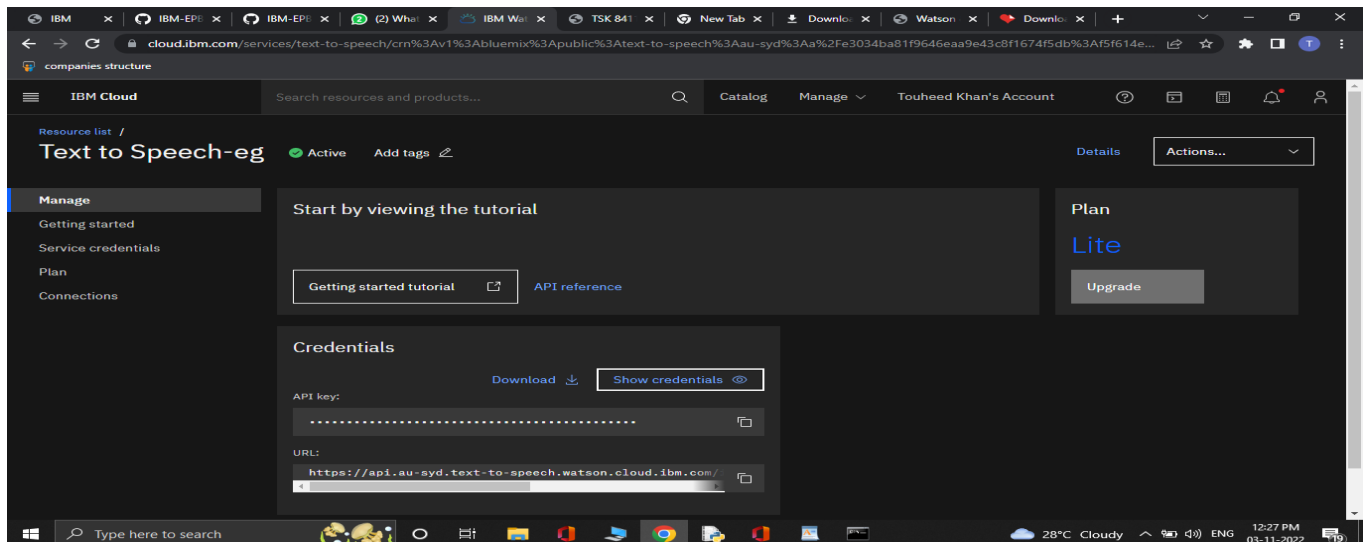 IBM
IBM-EPB
IBM-EPB
(2) What
IBM Wat
TSK 841
New Tab
Downlo
Watson
Downlo
cloud.ibm.com/services/text-to-speech/crn%3Av1%3Abluemix%3Apublic%3Atext-to-speech%3Aau-syd%3Aa%2Fe3034ba81f9646eaa9e43c8f1674f5db%3Af5f614e...
T
companies structure
IBM Cloud
Search resources and products...
Catalog
Manage
Touheed Khan's Account
Resource list /
Text to Speech-eg
Active
Add tags
Details
Actions...
Manage
Getting started
Service credentials
Plan
Connections
Start by viewing the tutorial
Getting started tutorial
API reference
Plan
Lite
Upgrade
Credentials
Download
Show credentials
API key:
••••••••••••••••••••••••••••••••••••••••••••
URL:
https://api.au-syd.text-to-speech.watson.cloud.ibm.com/
Type here to search
28°C Cloudy
ENG
12:27 PM
03-11-2022
19